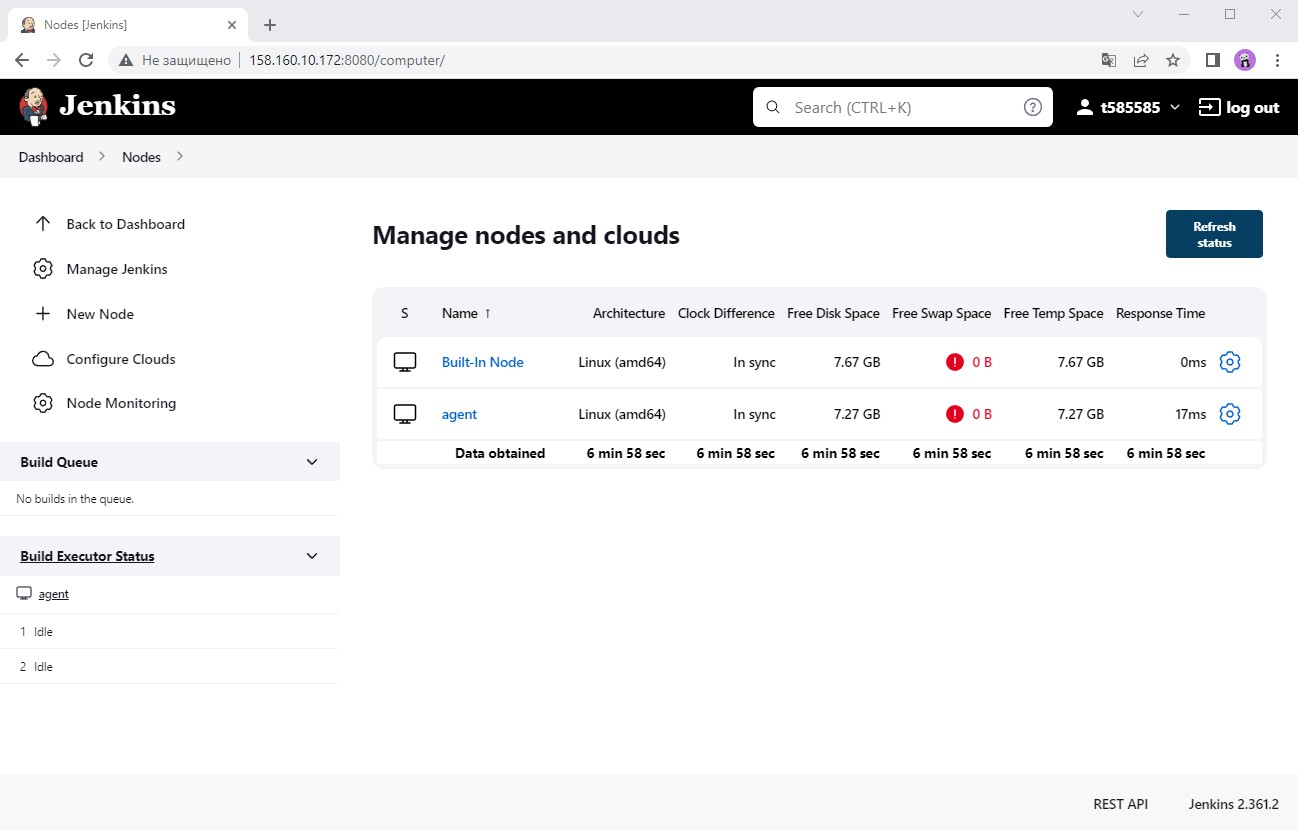 Nodes [Jenkins]
Не защищено 158.160.10.172:8080/computer/
Jenkins
Search (CTRL+K)
t585585
log out
Dashboard
Nodes
Back to Dashboard
Manage Jenkins
New Node
Configure Clouds
Node Monitoring
Build Queue
No builds in the queue.
Build Executor Status
agent
1 Idle
2 Idle
Manage nodes and clouds
Refresh
status
S Name ↑ Architecture Clock Difference Free Disk Space Free Swap Space Free Temp Space Response Time
Built-In Node Linux (amd64) In sync 7.67 GB 0 B 7.67 GB 0ms
agent Linux (amd64) In sync 7.27 GB 0 B 7.27 GB 17ms
Data obtained 6 min 58 sec 6 min 58 sec 6 min 58 sec 6 min 58 sec 6 min 58 sec 6 min 58 sec
REST API Jenkins 2.361.2